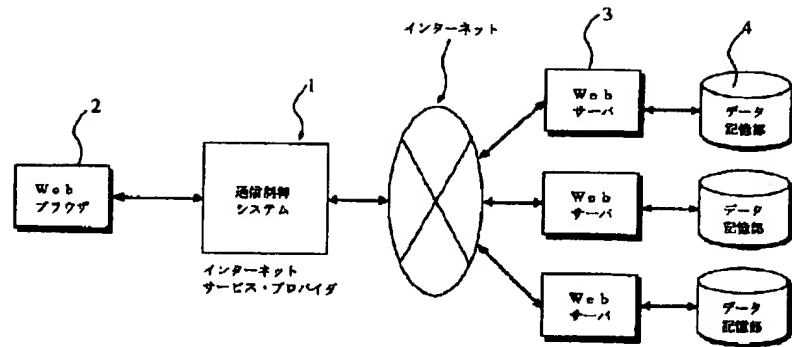 インターネット
3
4
1
2
Web
サーバ
データ
記憶部
Web
ブラウザ
通信制御
システム
Web
サーバ
データ
記憶部
インターネット
サービス・プロバイダ
Web
サーバ
データ
記憶部